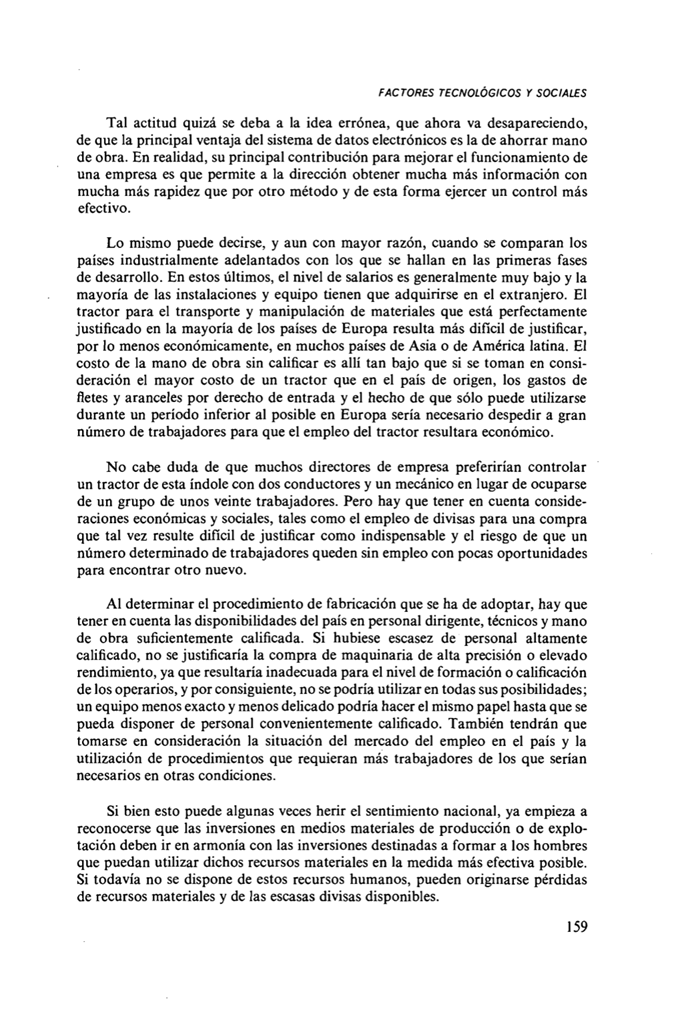 FACTORES TECNOLÓGICOS Y SOCIALES
Tal actitud quizá se deba a la idea errónea, que ahora va desapareciendo,
de que la principal ventaja del sistema de datos electrónicos es la de ahorrar mano
de obra. En realidad, su principal contribución para mejorar el funcionamiento de
una empresa es que permite a la dirección obtener mucha más información con
mucha más rapidez que por otro método y de esta forma ejercer un control más
efectivo.
Lo mismo puede decirse, y aun con mayor razón, cuando se comparan los
países industrialmente adelantados con los que se hallan en las primeras fases
de desarrollo. En estos últimos, el nivel de salarios es generalmente muy bajo y la
mayoría de las instalaciones y equipo tienen que adquirirse en el extranjero. El
tractor para el transporte y manipulación de materiales que está perfectamente
justificado en la mayoría de los países de Europa resulta más difícil de justificar,
por lo menos económicamente, en muchos países de Asia o de América latina. El
costo de la mano de obra sin calificar es allí tan bajo que si se toman en consi-
deración el mayor costo de un tractor que en el país de origen, los gastos de
fletes y aranceles por derecho de entrada y el hecho de que sólo puede utilizarse
durante un período inferior al posible en Europa sería necesario despedir a gran
número de trabajadores para que el empleo del tractor resultara económico.
No cabe duda de que muchos directores de empresa preferirían controlar
un tractor de esta índole con dos conductores y un mecánico en lugar de ocuparse
de un grupo de unos veinte trabajadores. Pero hay que tener en cuenta conside-
raciones económicas y sociales, tales como el empleo de divisas para una compra
que tal vez resulte difícil de justificar como indispensable y el riesgo de que un
número determinado de trabajadores queden sin empleo con pocas oportunidades
para encontrar otro nuevo.
Al determinar el procedimiento de fabricación que se ha de adoptar, hay que
tener en cuenta las disponibilidades del país en personal dirigente, técnicos y mano
de obra suficientemente calificada. Si hubiese escasez de personal altamente
calificado, no se justificaría la compra de maquinaria de alta precisión o elevado
rendimiento, ya que resultaría inadecuada para el nivel de formación o calificación
de los operarios, y por consiguiente, no se podría utilizar en todas sus posibilidades;
un equipo menos exacto y menos delicado podría hacer el mismo papel hasta que se
pueda disponer de personal convenientemente calificado. También tendrán que
tomarse en consideración la situación del mercado del empleo en el país y la
utilización de procedimientos que requieran más trabajadores de los que serían
necesarios en otras condiciones.
Si bien esto puede algunas veces herir el sentimiento nacional, ya empieza a
reconocerse que las inversiones en medios materiales de producción o de explo-
tación deben ir en armonía con las inversiones destinadas a formar a los hombres
que puedan utilizar dichos recursos materiales en la medida más efectiva posible.
Si todavía no se dispone de estos recursos humanos, pueden originarse pérdidas
de recursos materiales y de las escasas divisas disponibles.
159